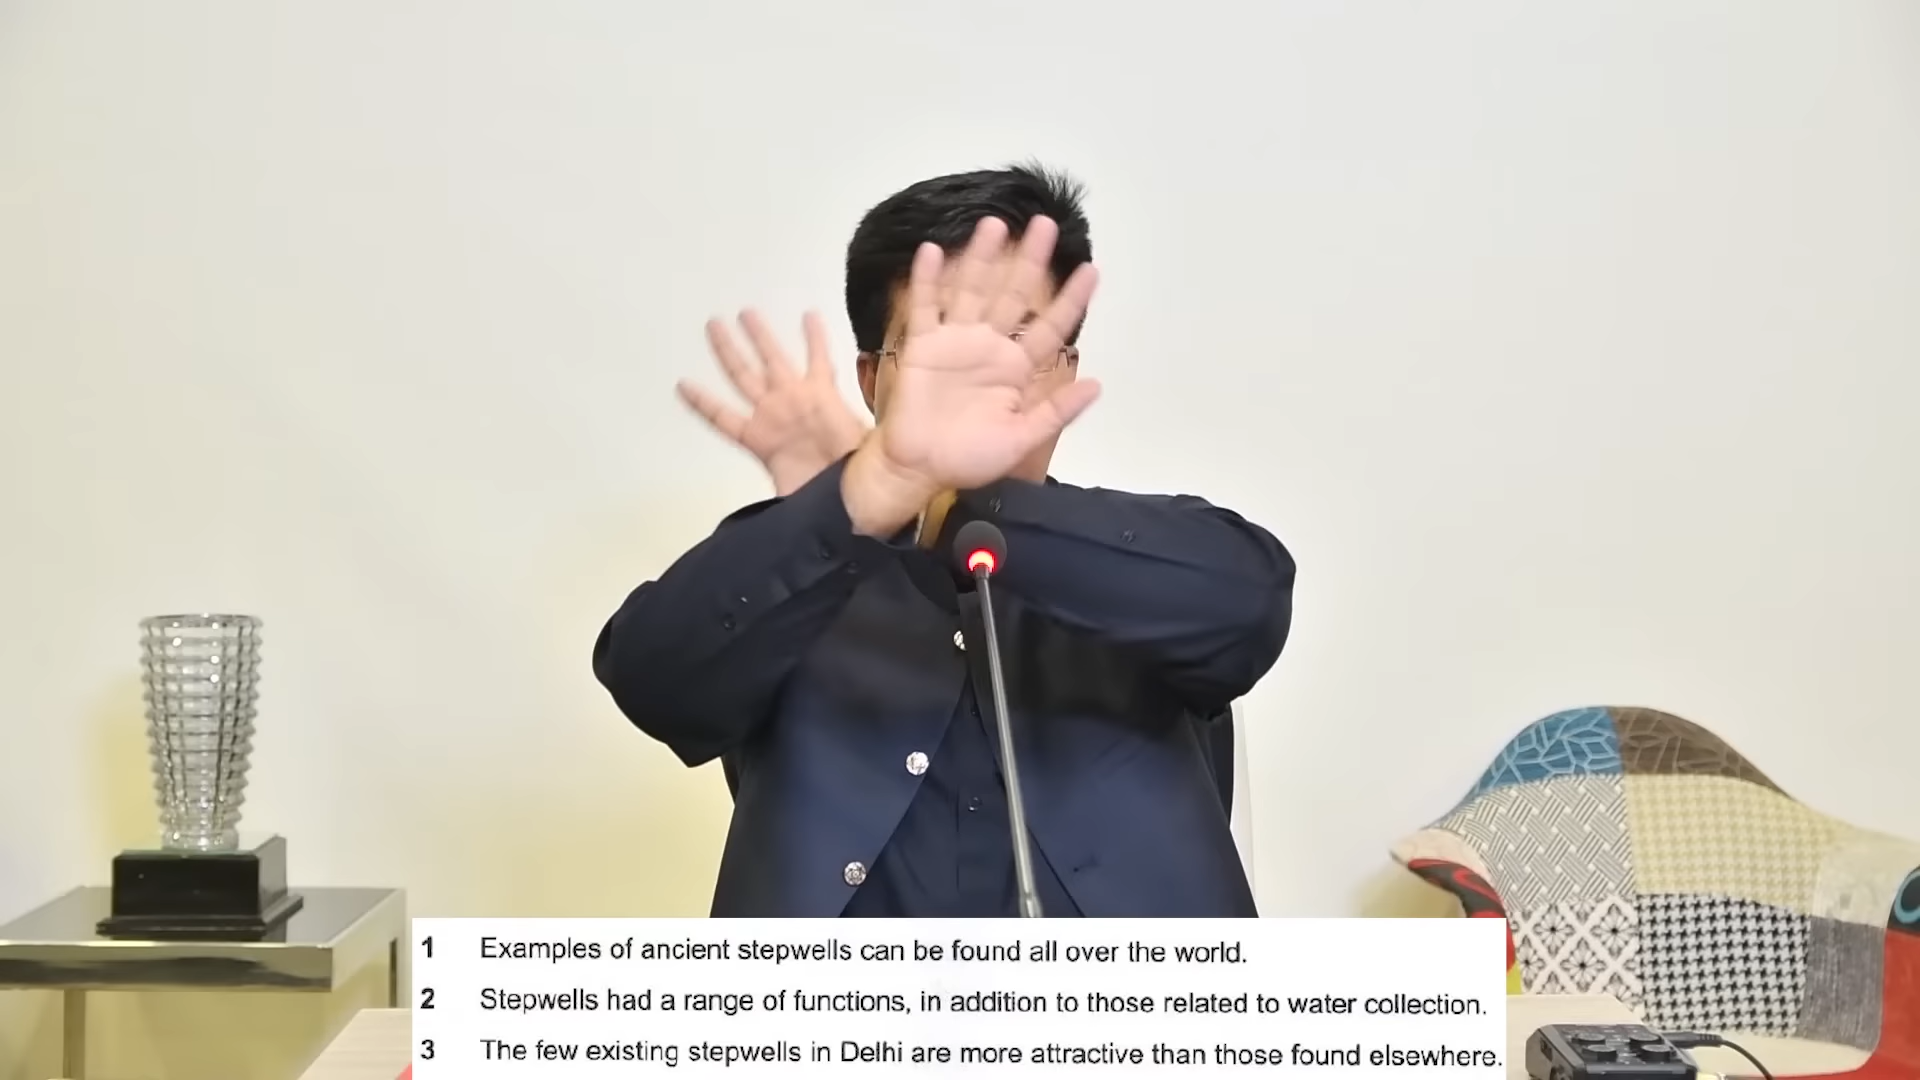 1 Examples of ancient stepwells can be found all over the world.
2 Stepwells had a range of functions, in addition to those related to water collection.
3 The few existing stepwells in Delhi are more attractive than those found elsewhere.